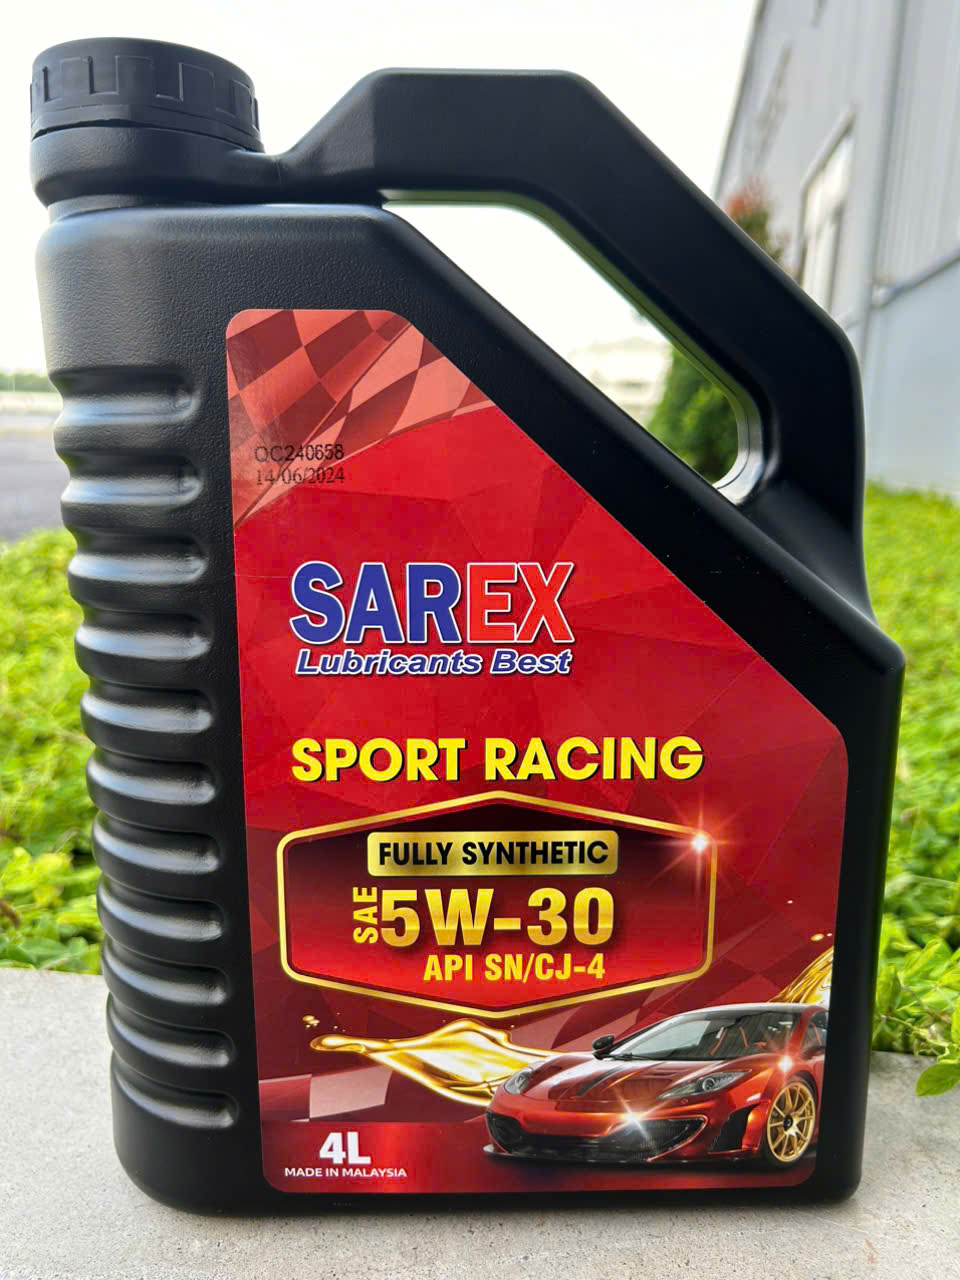 QC240658
14/06/2024
SAREX
Lubricants Best
SPORT RACING
FULLY SYNTHETIC
SAE 5W-30
API SN/CJ-4
4L
MADE IN MALAYSIA